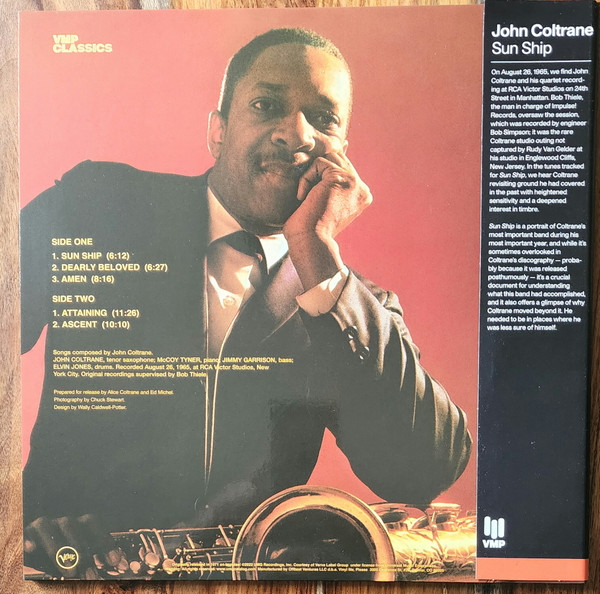 VMP
CLASSICS
SIDE ONE
1. SUN SHIP (6:12)
2. DEARLY BELOVED (6:27)
3. AMEN (8:16)
SIDE TWO
1. ATTAINING (11:26)
2. ASCENT (10:10)
Songs composed by John Coltrane.
JOHN COLTRANE, tenor saxophone; McCOY TYNER, piano; JIMMY GARRISON, bass;
ELVIN JONES, drums. Recorded August 26, 1965, at RCA Victor Studios, New
York City. Original recordings supervised by Bob Thiele.
Prepared for release by Alice Coltrane and Ed Michel.
Photography by Chuck Stewart.
Design by Wally Caldwell-Potter.
Verve
John Coltrane
Sun Ship
On August 26, 1965, we find John
Coltrane and his quartet record-
ing at RCA Victor Studios on 24th
Street in Manhattan. Bob Thiele,
the man in charge of Impulse!
Records, oversaw the session,
which was recorded by engineer
Bob Simpson; it was the rare
Coltrane studio outing not
captured by Rudy Van Gelder at
his studio in Englewood Cliffs,
New Jersey. In the tunes tracked
for Sun Ship, we hear Coltrane
revisiting ground he had covered
in the past with heightened
sensitivity and a deepened
interest in timbre.
Sun Ship is a portrait of Coltrane's
most important band during his
most important year, and while it's
sometimes overlooked in
Coltrane's discography — proba-
bly because it was released
posthumously — it's a crucial
document for understanding
what this band had accomplished,
and it also offers a glimpse of why
Coltrane moved beyond it. He
needed to be in places where he
was less sure of himself.
VMP